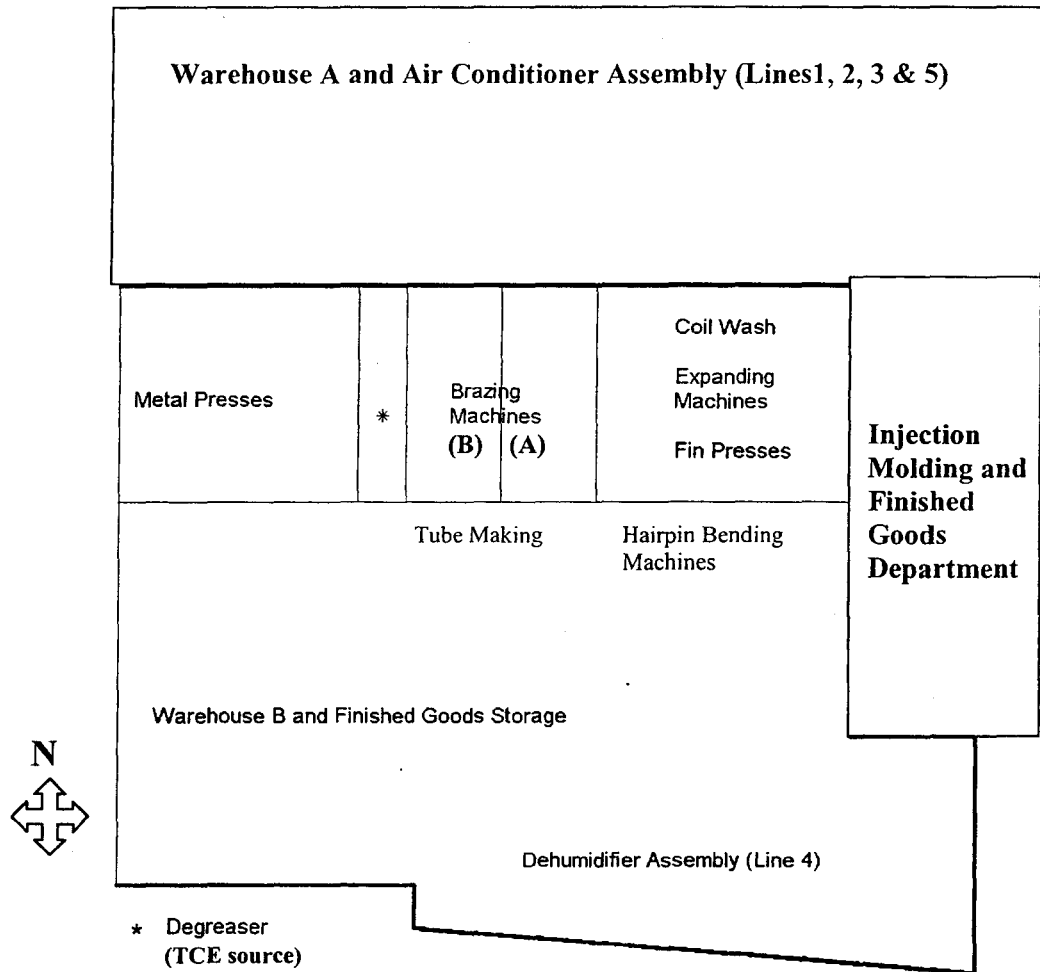 Warehouse A and Air Conditioner Assembly (Lines1, 2, 3 & 5)
Metal Presses
*
Brazing
Machines
(B) (A)
Coil Wash
Expanding
Machines
Fin Presses
Injection
Molding and
Finished
Goods
Department
Tube Making
Hairpin Bending
Machines
Warehouse B and Finished Goods Storage
N
Dehumidifier Assembly (Line 4)
* Degreaser
(TCE source)